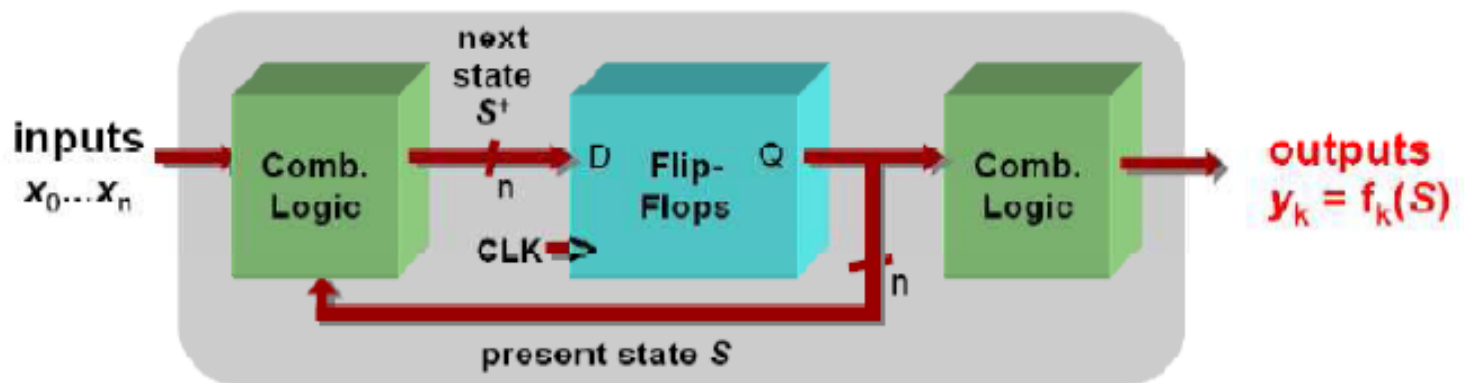 inputs
x₀...xₙ
Comb.
Logic
next
state
S⁺
n
D
Flip-
Flops
Q
CLK
n
Comb.
Logic
outputs
yₖ = fₖ(S)
present state S